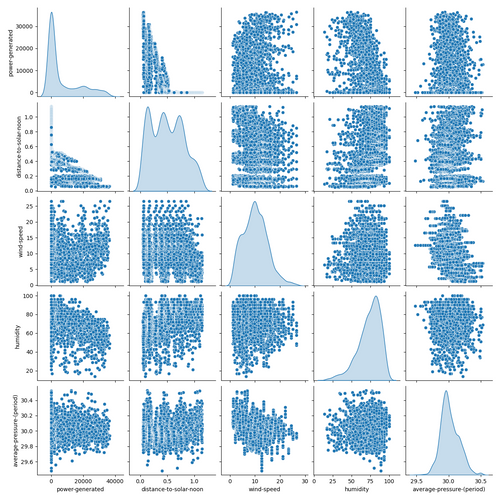 power-generated
30000
20000
10000
0
distance-to-solar-noon
1.0
0.8
0.6
0.4
0.2
0.0
wind-speed
25
20
15
10
5
0
humidity
100
80
60
40
20
average-pressure-(period)
30.4
30.2
30.0
29.8
29.6
0 20000 40000
0.0 0.5 1.0
0 10 20 30
0 25 50 75 100
29.5 30.0 30.5
power-generated distance-to-solar-noon wind-speed humidity average-pressure-(period)